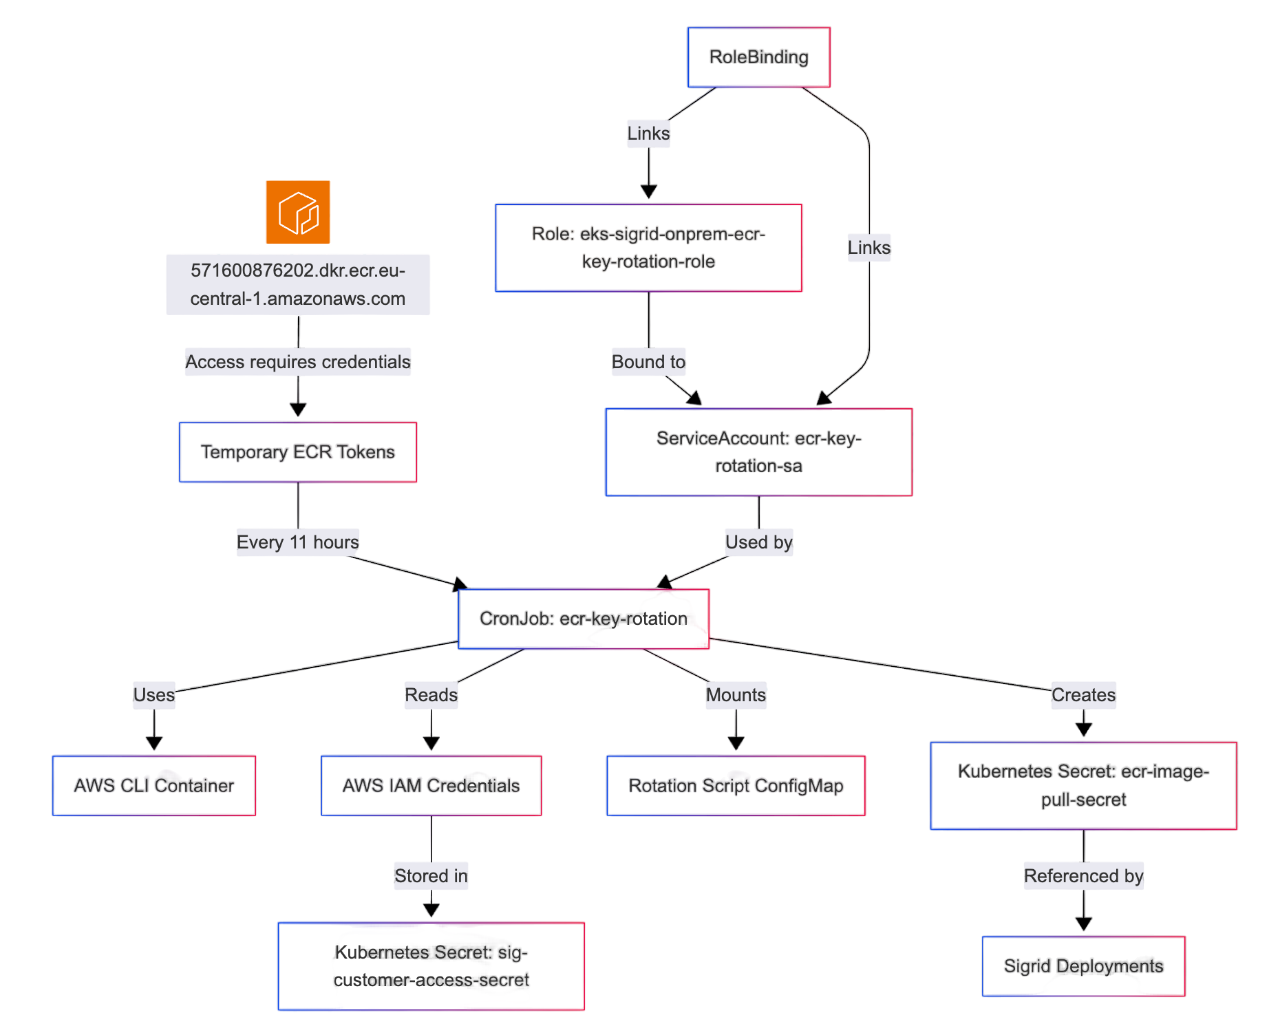 RoleBinding
Links
Role: eks-sigrid-onprem-ecr-
key-rotation-role
Links
571600876202.dkr.ecr.eu-
central-1.amazonaws.com
Access requires credentials
Bound to
Temporary ECR Tokens
ServiceAccount: ecr-key-
rotation-sa
Every 11 hours
Used by
CronJob: ecr-key-rotation
Uses
Reads
Mounts
Creates
AWS CLI Container
AWS IAM Credentials
Rotation Script ConfigMap
Kubernetes Secret: ecr-image-
pull-secret
Stored in
Referenced by
Kubernetes Secret: sig-
customer-access-secret
Sigrid Deployments